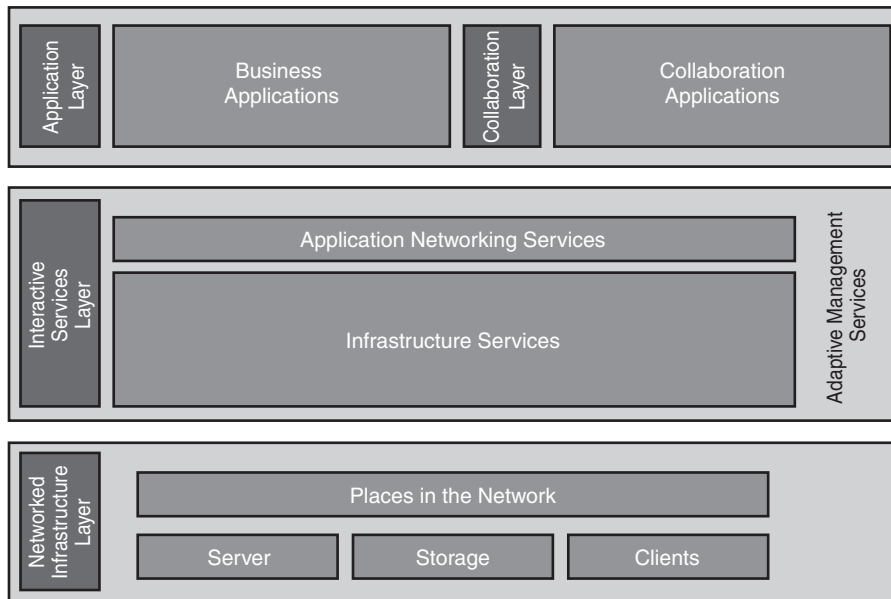 Application
Layer
Business
Applications
Collaboration
Layer
Collaboration
Applications
Interactive
Services
Layer
Application Networking Services
Infrastructure Services
Adaptive Management
Services
Networked
Infrastructure
Layer
Places in the Network
Server
Storage
Clients